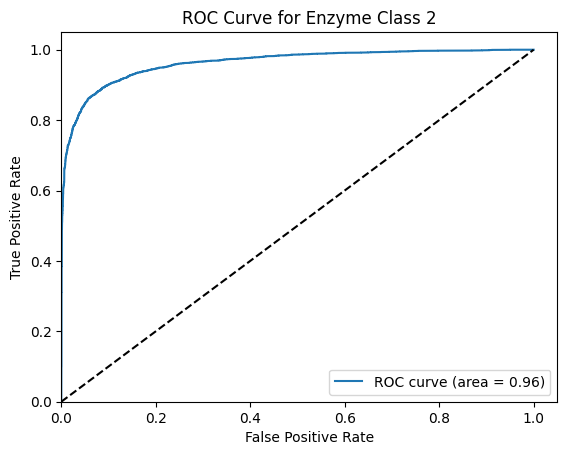 ROC Curve for Enzyme Class 2
True Positive Rate
1.0
0.8
0.6
0.4
0.2
0.0
ROC curve (area = 0.96)
0.0 0.2 0.4 0.6 0.8 1.0
False Positive Rate